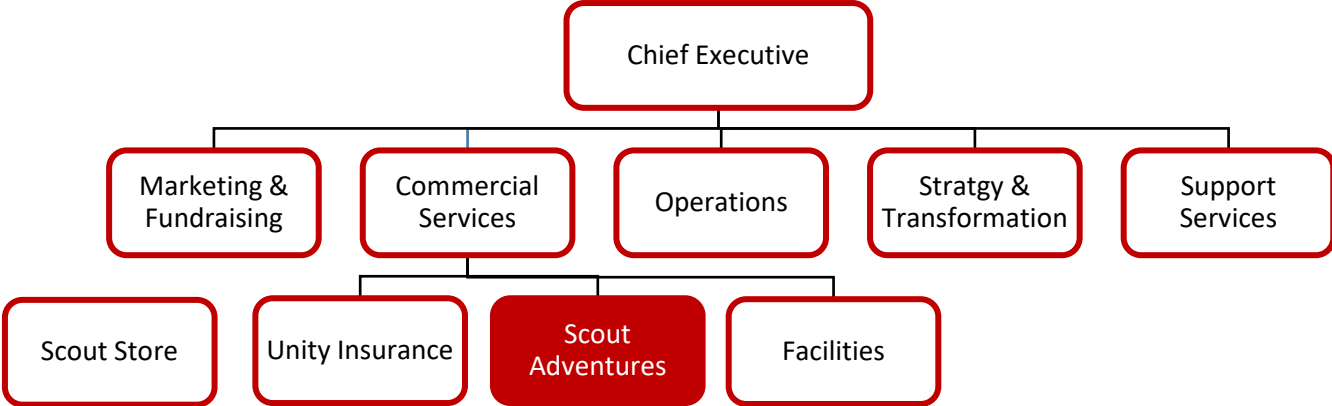 Chief Executive
Marketing &
Fundraising
Commercial
Services
Operations
Stratgy &
Transformation
Support
Services
Scout Store
Unity Insurance
Scout
Adventures
Facilities